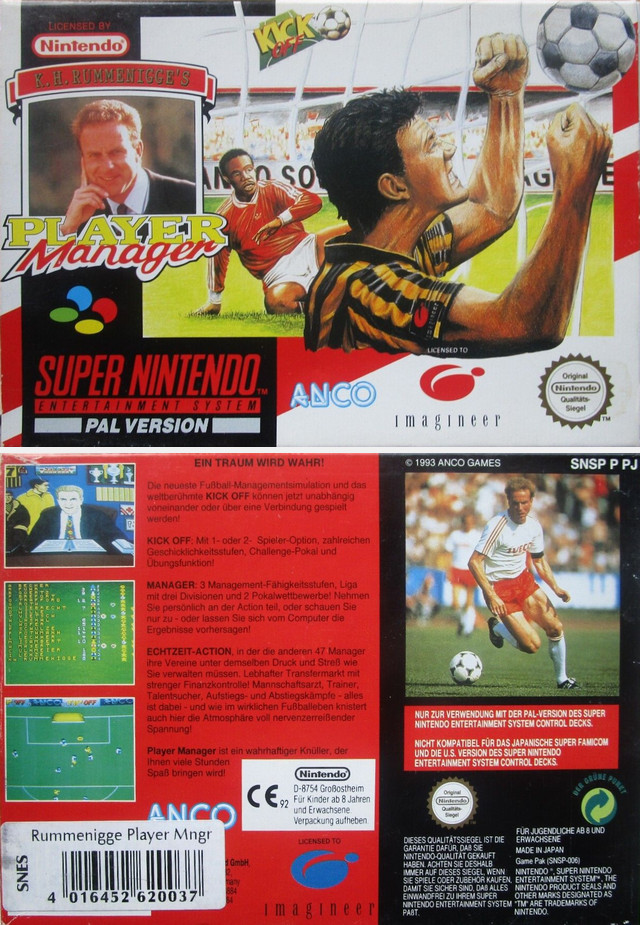 LICENSED BY
Nintendo
K. H. RUMMENIGGE'S
KICK OFF
PLAYER
Manager
SUPER NINTENDO™
ENTERTAINMENT SYSTEM
PAL VERSION
ANCO
LICENSED TO
imagineer
Original
Nintendo
Qualitäts-
Siegel
TM
EIN TRAUM WIRD WAHR!
Die neueste Fußball-Managementsimulation und das
weltberühmte KICK OFF können jetzt unabhängig
voneinander oder über eine Verbindung gespielt
werden!
KICK OFF: Mit 1- oder 2- Spieler-Option, zahlreichen
Geschicklichkeitsstufen, Challenge-Pokal und
Übungsfunktion!
MANAGER: 3 Management-Fähigkeitsstufen, Liga
mit drei Divisionen und 2 Pokalwettbewerbe! Nehmen
Sie persönlich an der Action teil, oder schauen Sie
nur zu - oder lassen Sie sich vom Computer die
Ergebnisse vorhersagen!
ECHTZEIT-ACTION, in der die anderen 47 Manager
ihre Vereine unter demselben Druck und Streß wie
Sie verwalten müssen. Lebhafter Transfermarkt mit
strenger Finanzkontrolle! Mannschaftsarzt, Trainer,
Talentsucher, Aufstiegs- und Abstiegskämpfe - alles
ist dabei - und wie im wirklichen Fußballeben knistert
auch hier die Atmosphäre voll nervenzerreißender
Spannung!
Player Manager ist ein wahrhaftiger Knüller, der
Ihnen viele Stunden
Spaß bringen wird!
Nintendo
CE 92
D-8754 Großostheim
Für Kinder ab 8 Jahren
und Erwachsene
Verpackung aufheben
ANCO
Rummenigge Player Mngr
SNES
4 016452 620037
d GmbH,
LICENSED TO
imagineer
© 1993 ANCO GAMES
SNSP P PJ
NUR ZUR VERWENDUNG MIT DER PAL-VERSION DES SUPER
NINTENDO ENTERTAINMENT SYSTEM CONTROL DECKS.
NICHT KOMPATIBEL FÜR DAS JAPANISCHE SUPER FAMICOM
UND DIE U.S. VERSION DES SUPER NINTENDO
ENTERTAINMENT SYSTEM CONTROL DECKS.
Original
Nintendo
Qualitäts-
Siegel
DER GRÜNE PUNKT
DIESES QUALITÄTSSIEGEL IST DIE
GARANTIE DAFÜR, DAß SIE
NINTENDO-QUALITÄT GEKAUFT
HABEN. ACHTEN SIE DESHALB
IMMER AUF DIESES SIEGEL, WENN
SIE SPIELE ODER ZUBEHÖR KAUFEN,
DAMIT SIE SICHER SIND, DAß ALLES
EINWANDFREI ZU IHREM SUPER
NINTENDO ENTERTAINMENT SYSTEM
PAßT.
FÜR JUGENDLICHE AB 8 UND
ERWACHSENE
MADE IN JAPAN
Game Pak (SNSP-006)
NINTENDO®, SUPER NINTENDO
ENTERTAINMENT SYSTEM™, THE
NINTENDO PRODUCT SEALS AND
OTHER MARKS DESIGNATED AS
"TM" ARE TRADEMARKS OF
NINTENDO.